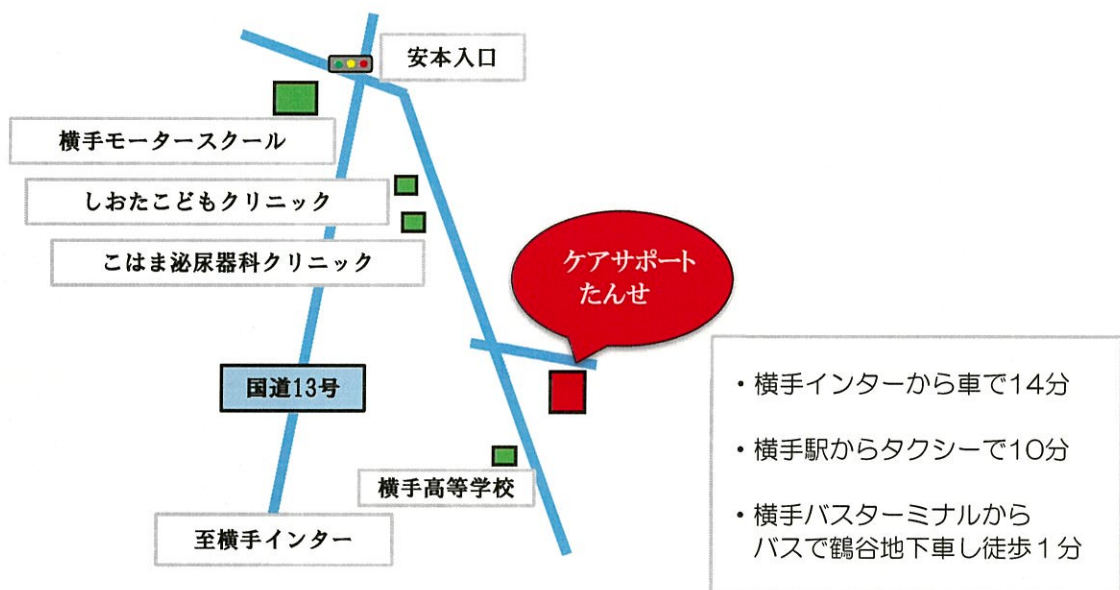 安本入口
横手モータースクール
しおたこどもクリニック
こはま泌尿器科クリニック
ケアサポート
たんせ
国道13号
・横手インターから車で14分
・横手駅からタクシーで10分
横手高等学校
・横手バスターミナルから
バスで鶴谷地下車し徒歩1分
至横手インター